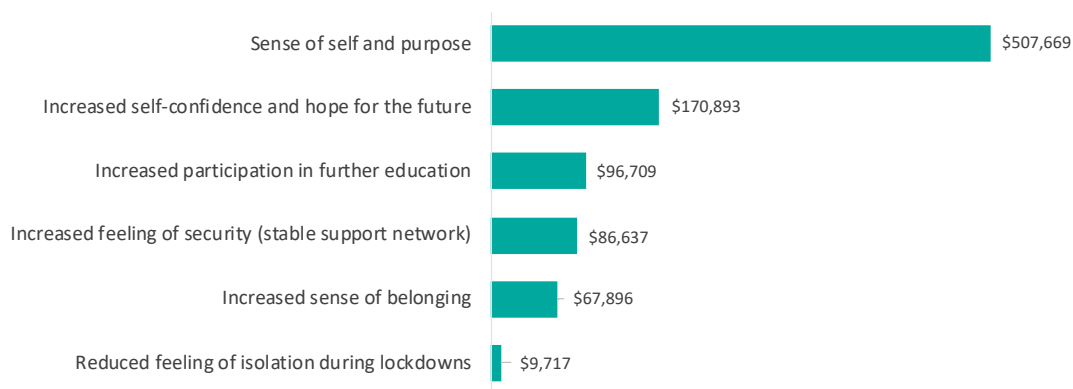 Sense of self and purpose $507,669
Increased self-confidence and hope for the future $170,893
Increased participation in further education $96,709
Increased feeling of security (stable support network) $86,637
Increased sense of belonging $67,896
Reduced feeling of isolation during lockdowns $9,717